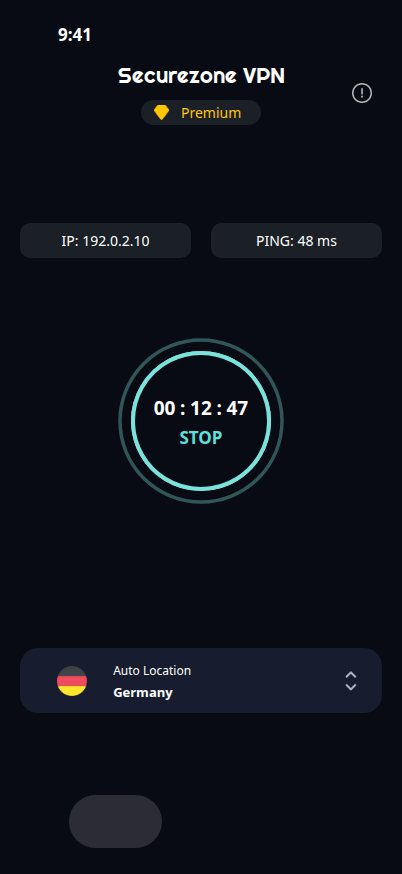 9:41
Securezone VPN
Premium
IP: 192.0.2.10
PING: 48 ms
00 : 12 : 47
STOP
Auto Location
Germany